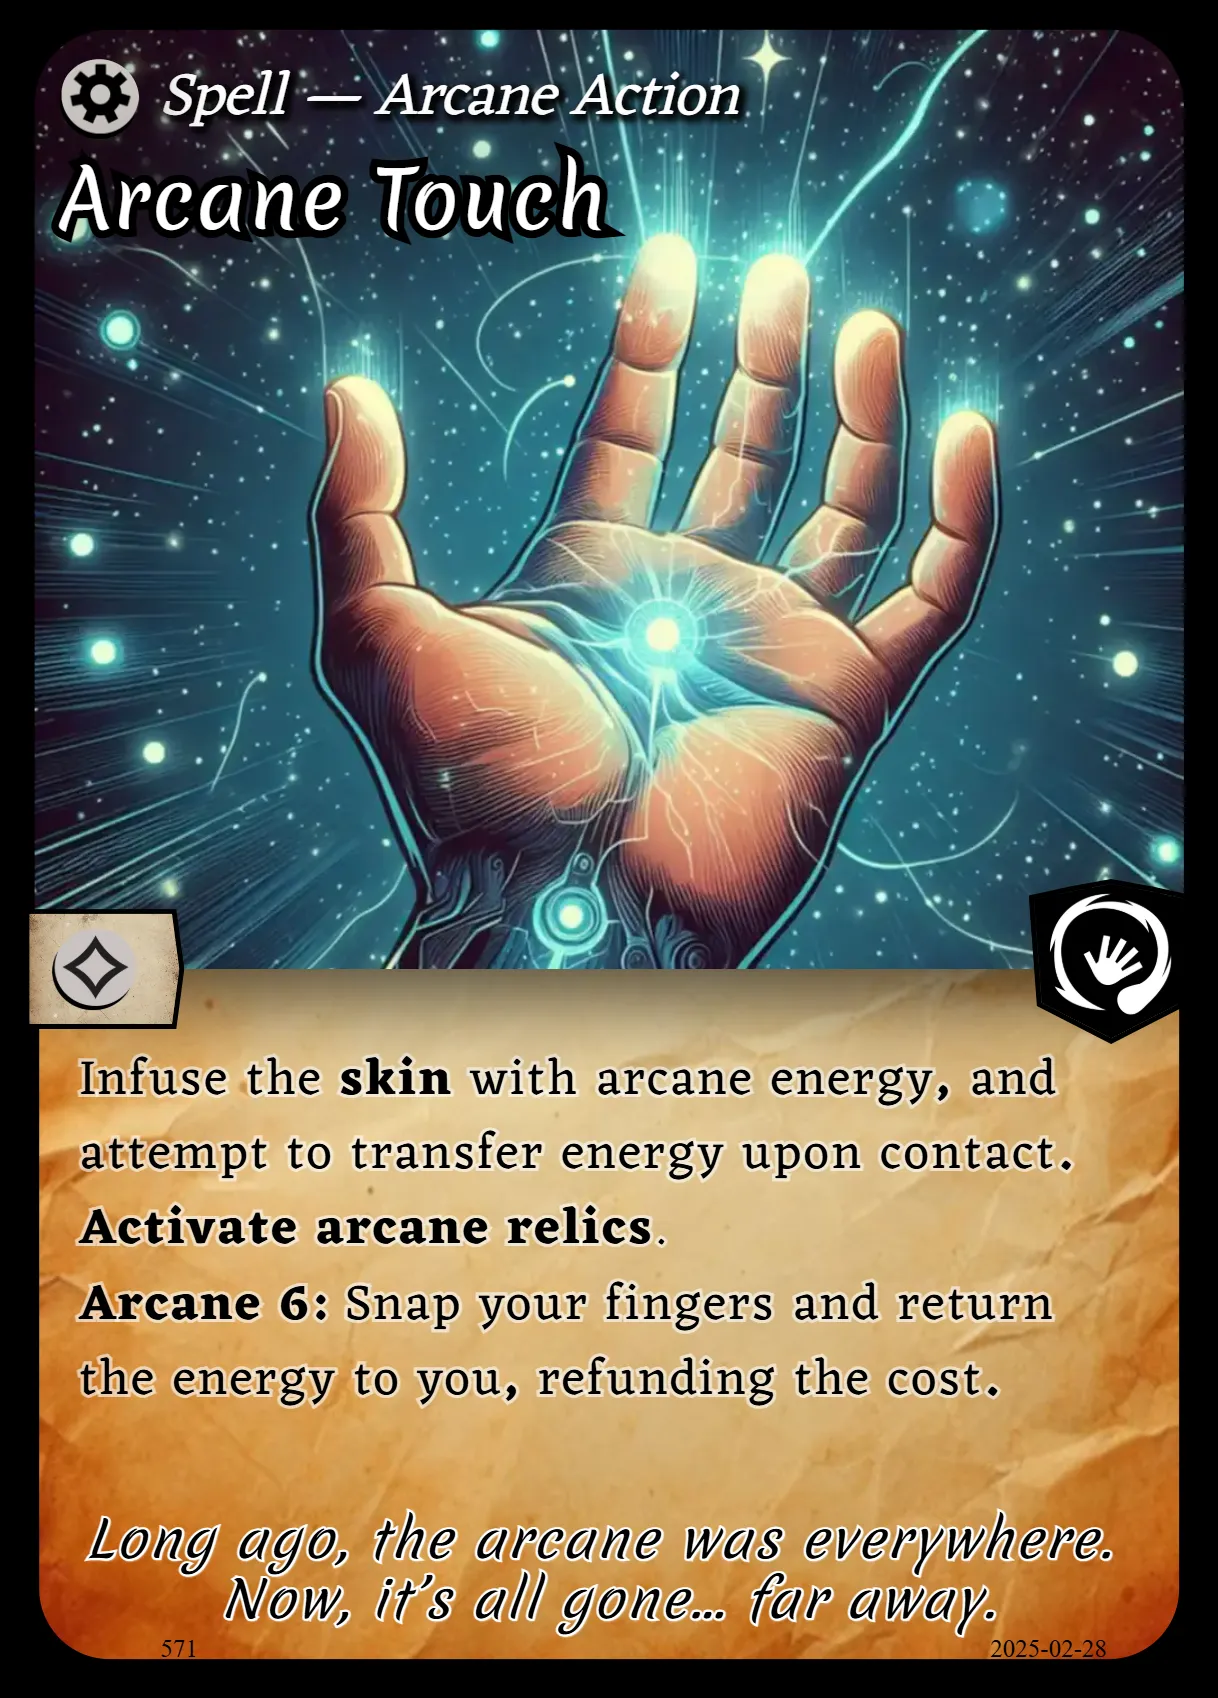 Spell — Arcane Action
Arcane Touch
Infuse the skin with arcane energy, and
attempt to transfer energy upon contact.
Activate arcane relics.
Arcane 6: Snap your fingers and return
the energy to you, refunding the cost.
Long ago, the arcane was everywhere.
Now, it's all gone... far away.
571
2025-02-28